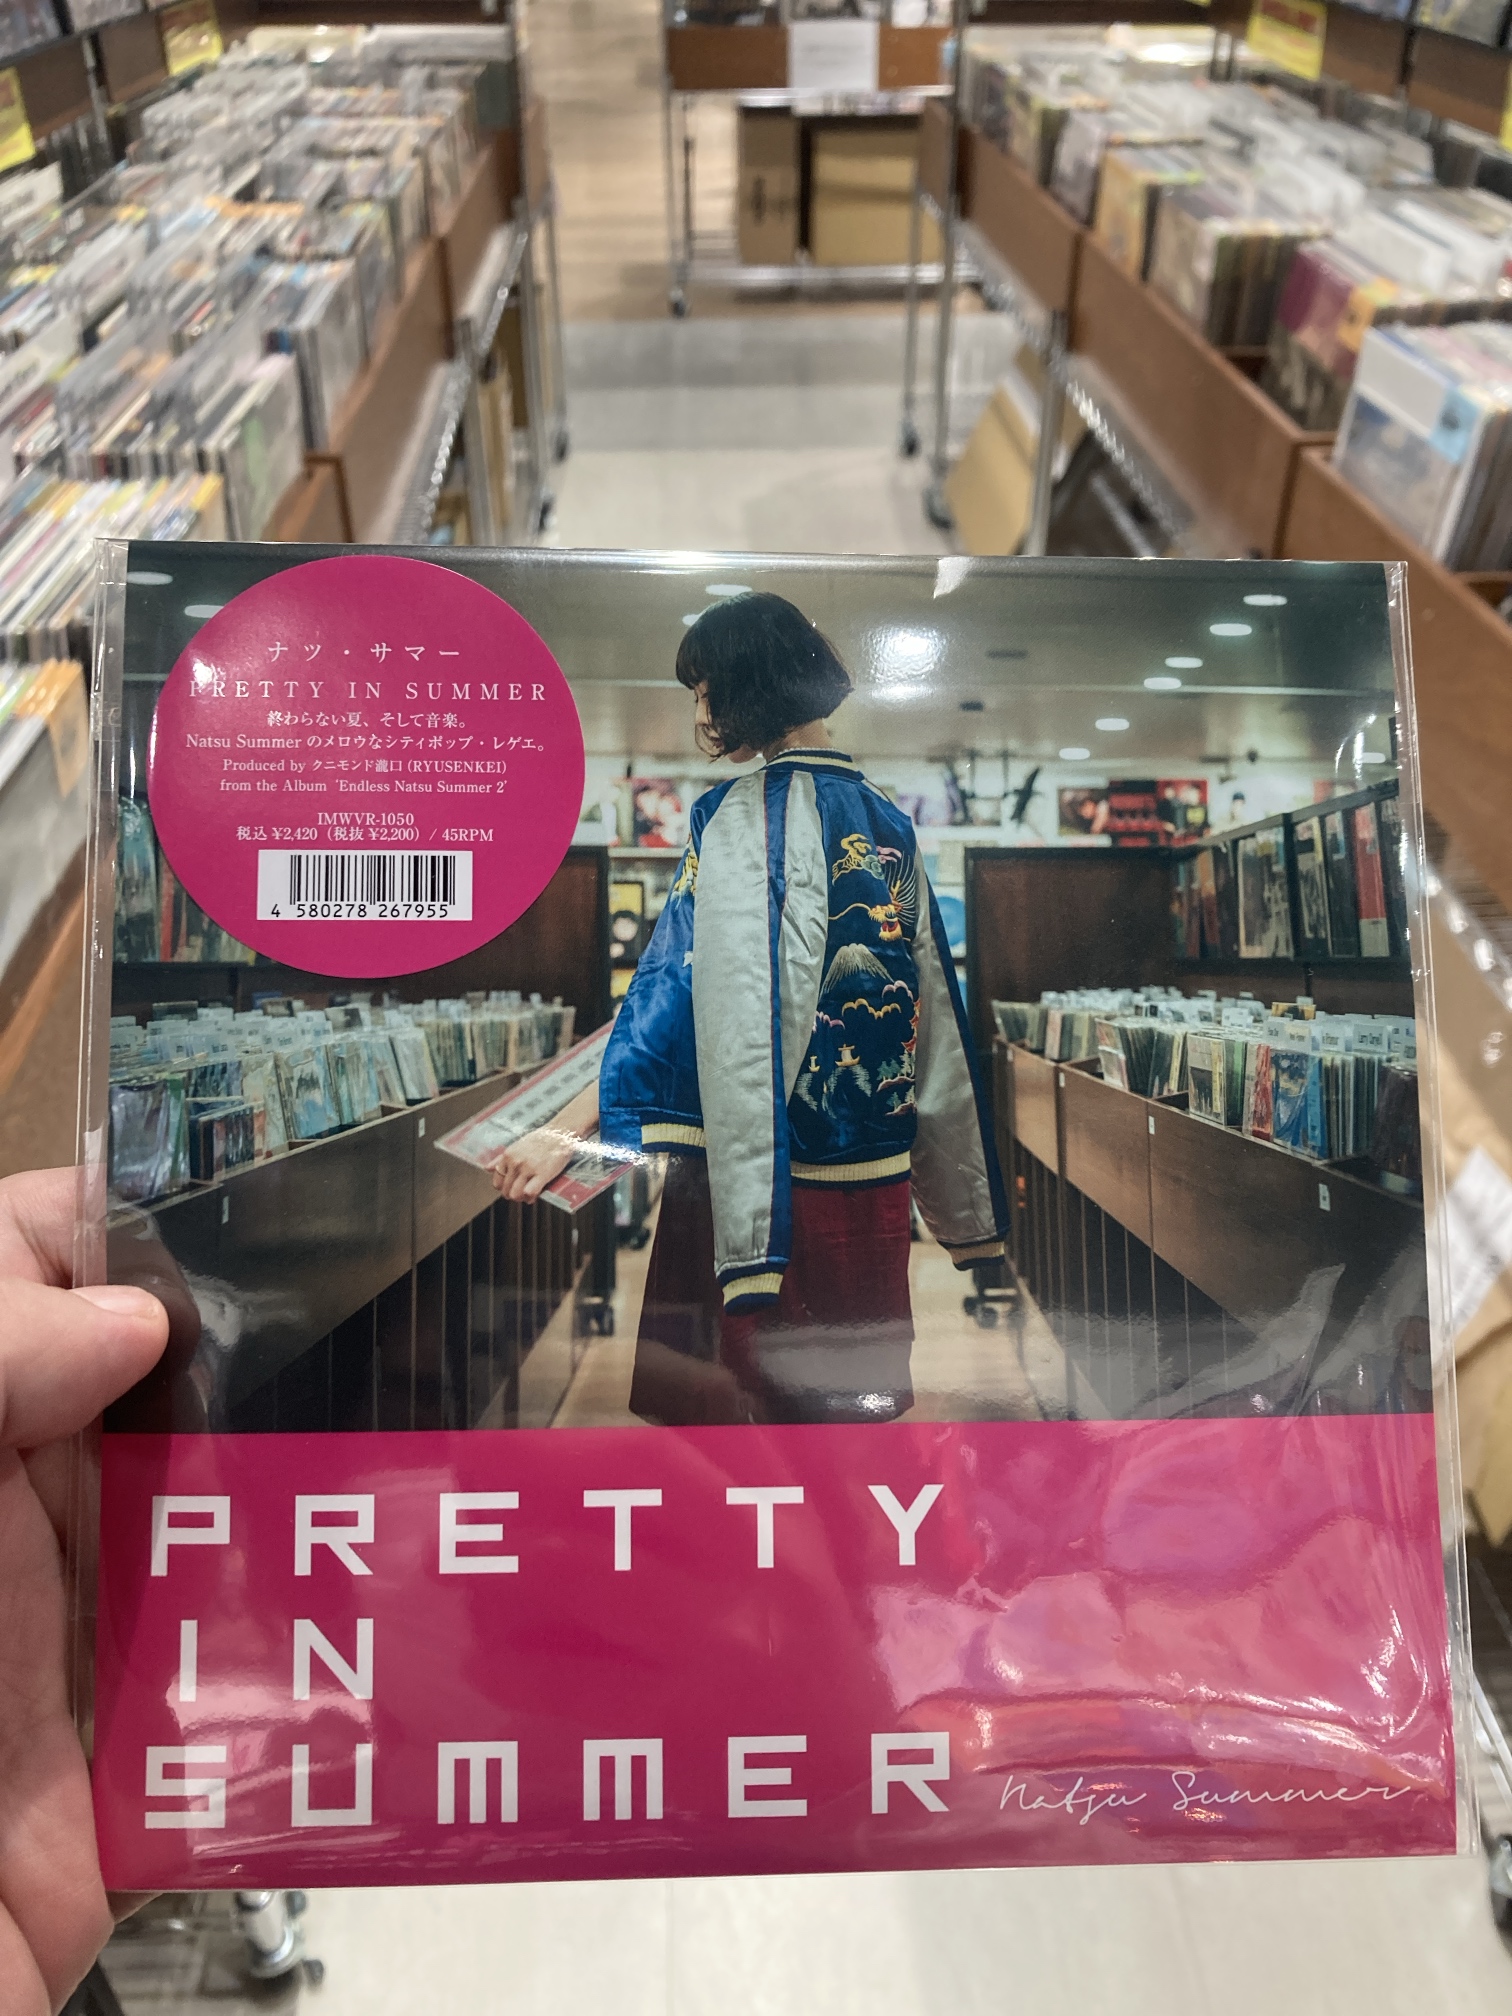 ナツ・サマー
PRETTY IN SUMMER
終わらない夏、そして音楽。
Natsu Summer のメロウなシティポップ・レゲエ。
Produced by クニモンド瀧口 (RYUSENKEI)
from the Album 'Endless Natsu Summer 2'
IMWVR-1050
税込 ¥2,420（税抜 ¥2,200）/ 45RPM
4 580278 267955
PRETTY
IN
SUMMER
Natsu Summer